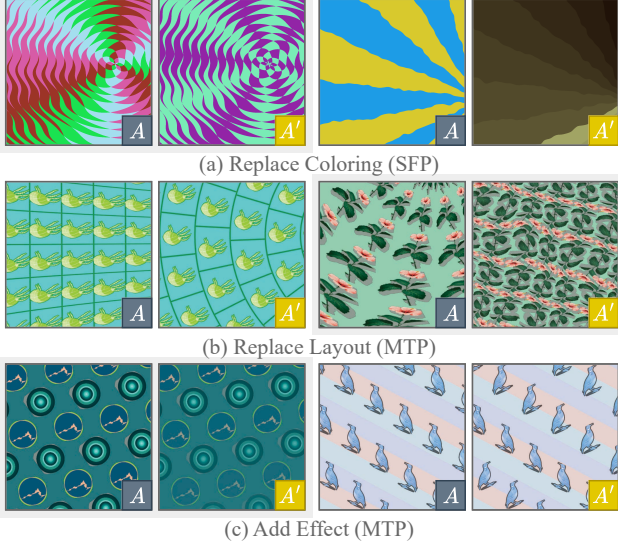 A A′ A A′
(a) Replace Coloring (SFP)
A A′ A A′
(b) Replace Layout (MTP)
A A′ A A′
(c) Add Effect (MTP)